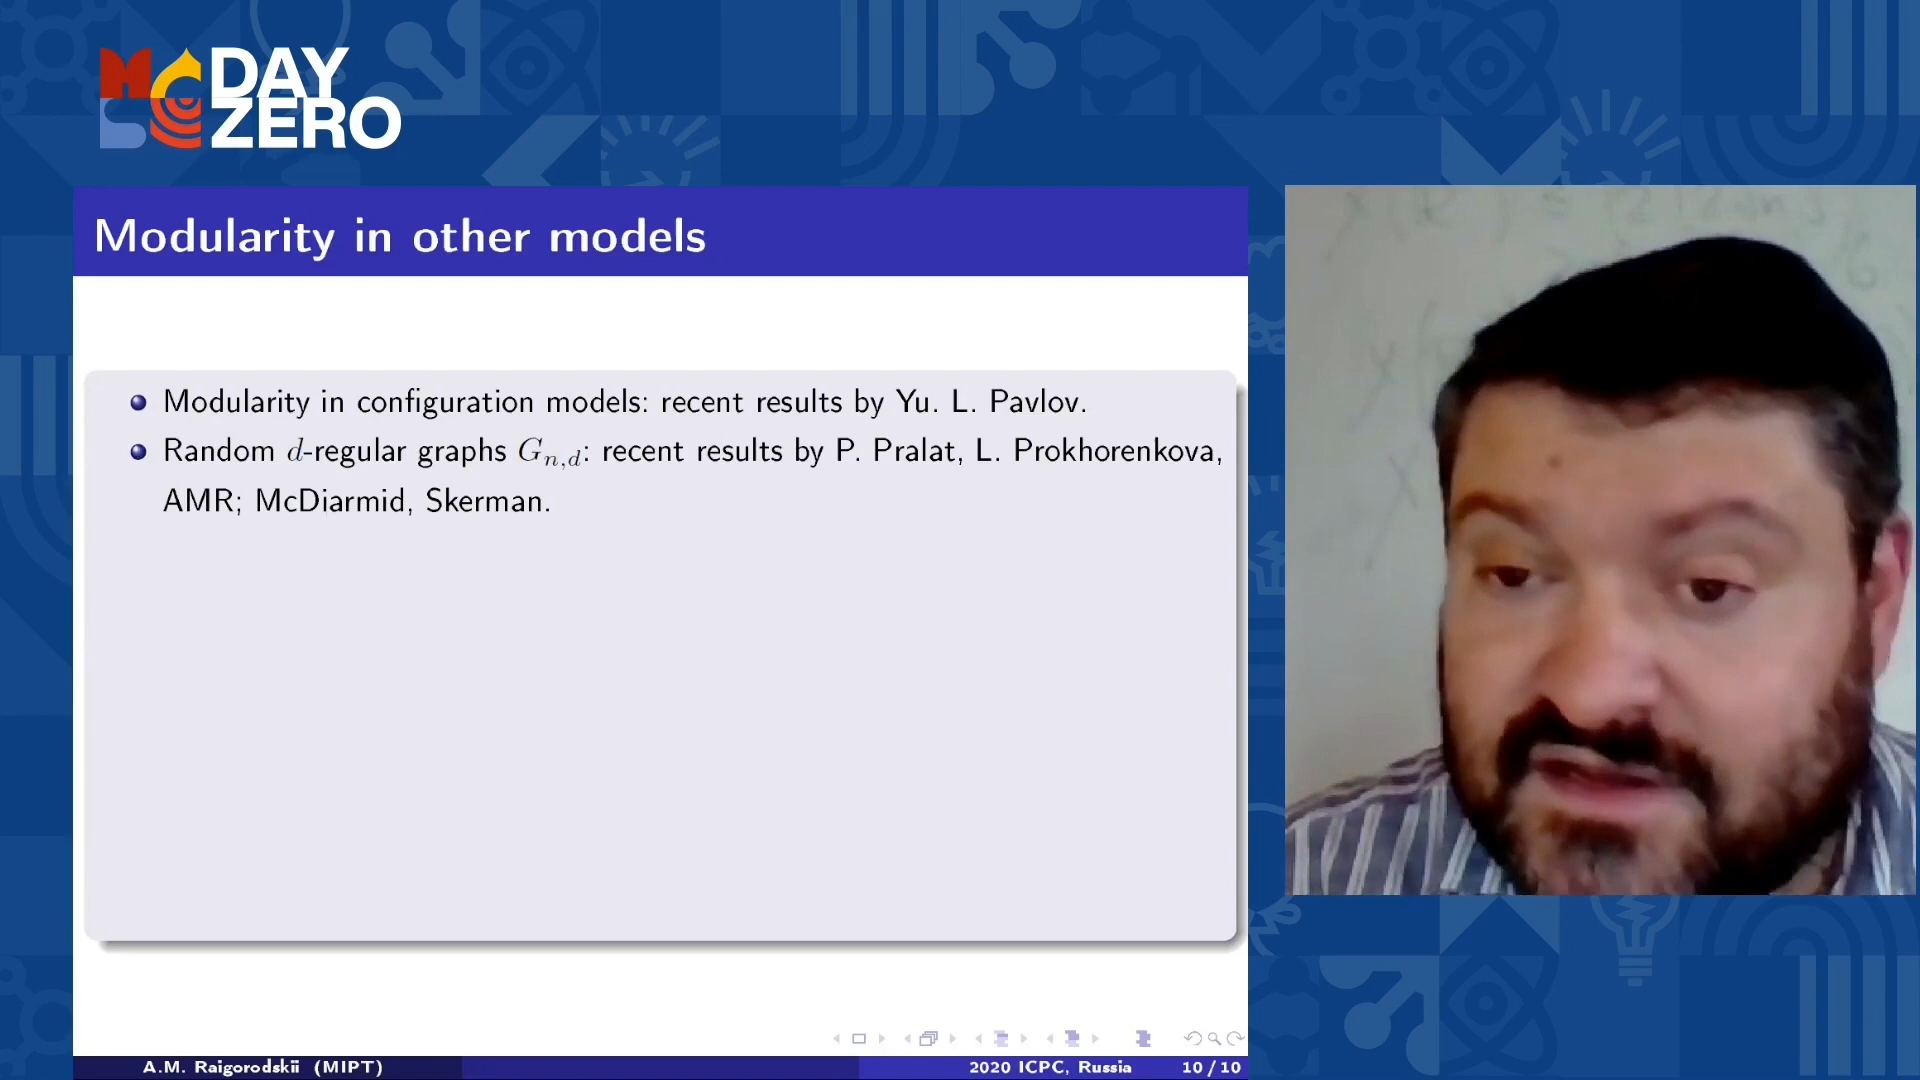 DAY
ZERO
Modularity in other models
Modularity in configuration models: recent results by Yu. L. Pavlov.
Random d-regular graphs Gₙ,d: recent results by P. Pralat, L. Prokhorenkova,
AMR; McDiarmid, Skerman.
A.M. Raigorodskii (MIPT) 2020 ICPC, Russia 10 / 10